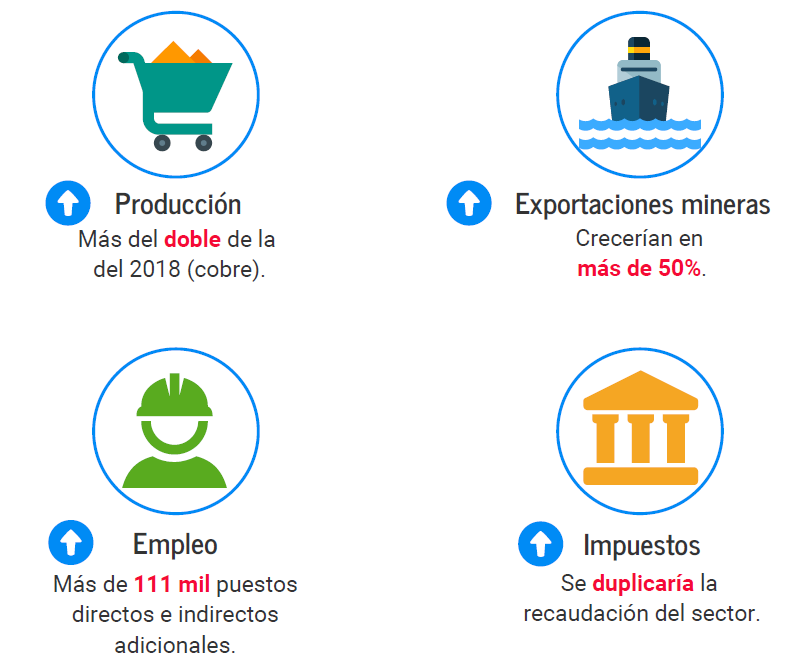 Producción
Más del doble de la
del 2018 (cobre).
Exportaciones mineras
Crecerían en
más de 50%.
Empleo
Más de 111 mil puestos
directos e indirectos
adicionales.
Impuestos
Se duplicaría la
recaudación del sector.